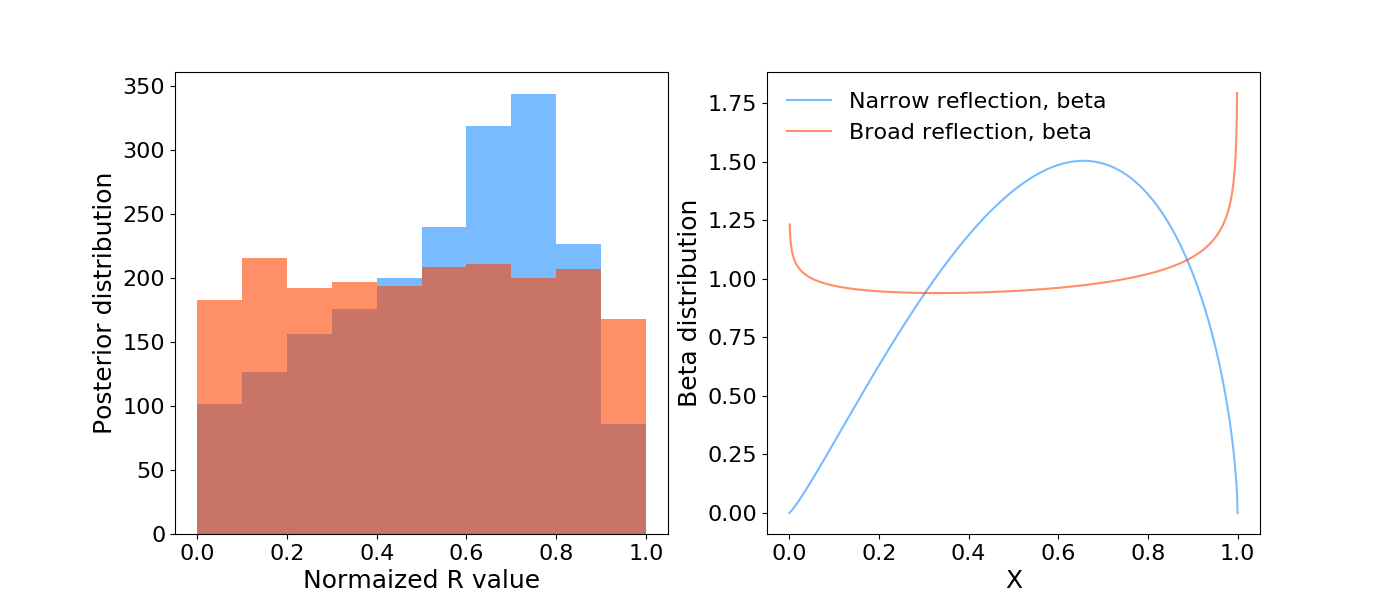 Posterior distribution
350
300
250
200
150
100
50
0
0.0 0.2 0.4 0.6 0.8 1.0
Normaized R value
Beta distribution
1.75
1.50
1.25
1.00
0.75
0.50
0.25
0.00
Narrow reflection, beta
Broad reflection, beta
0.0 0.2 0.4 0.6 0.8 1.0
X